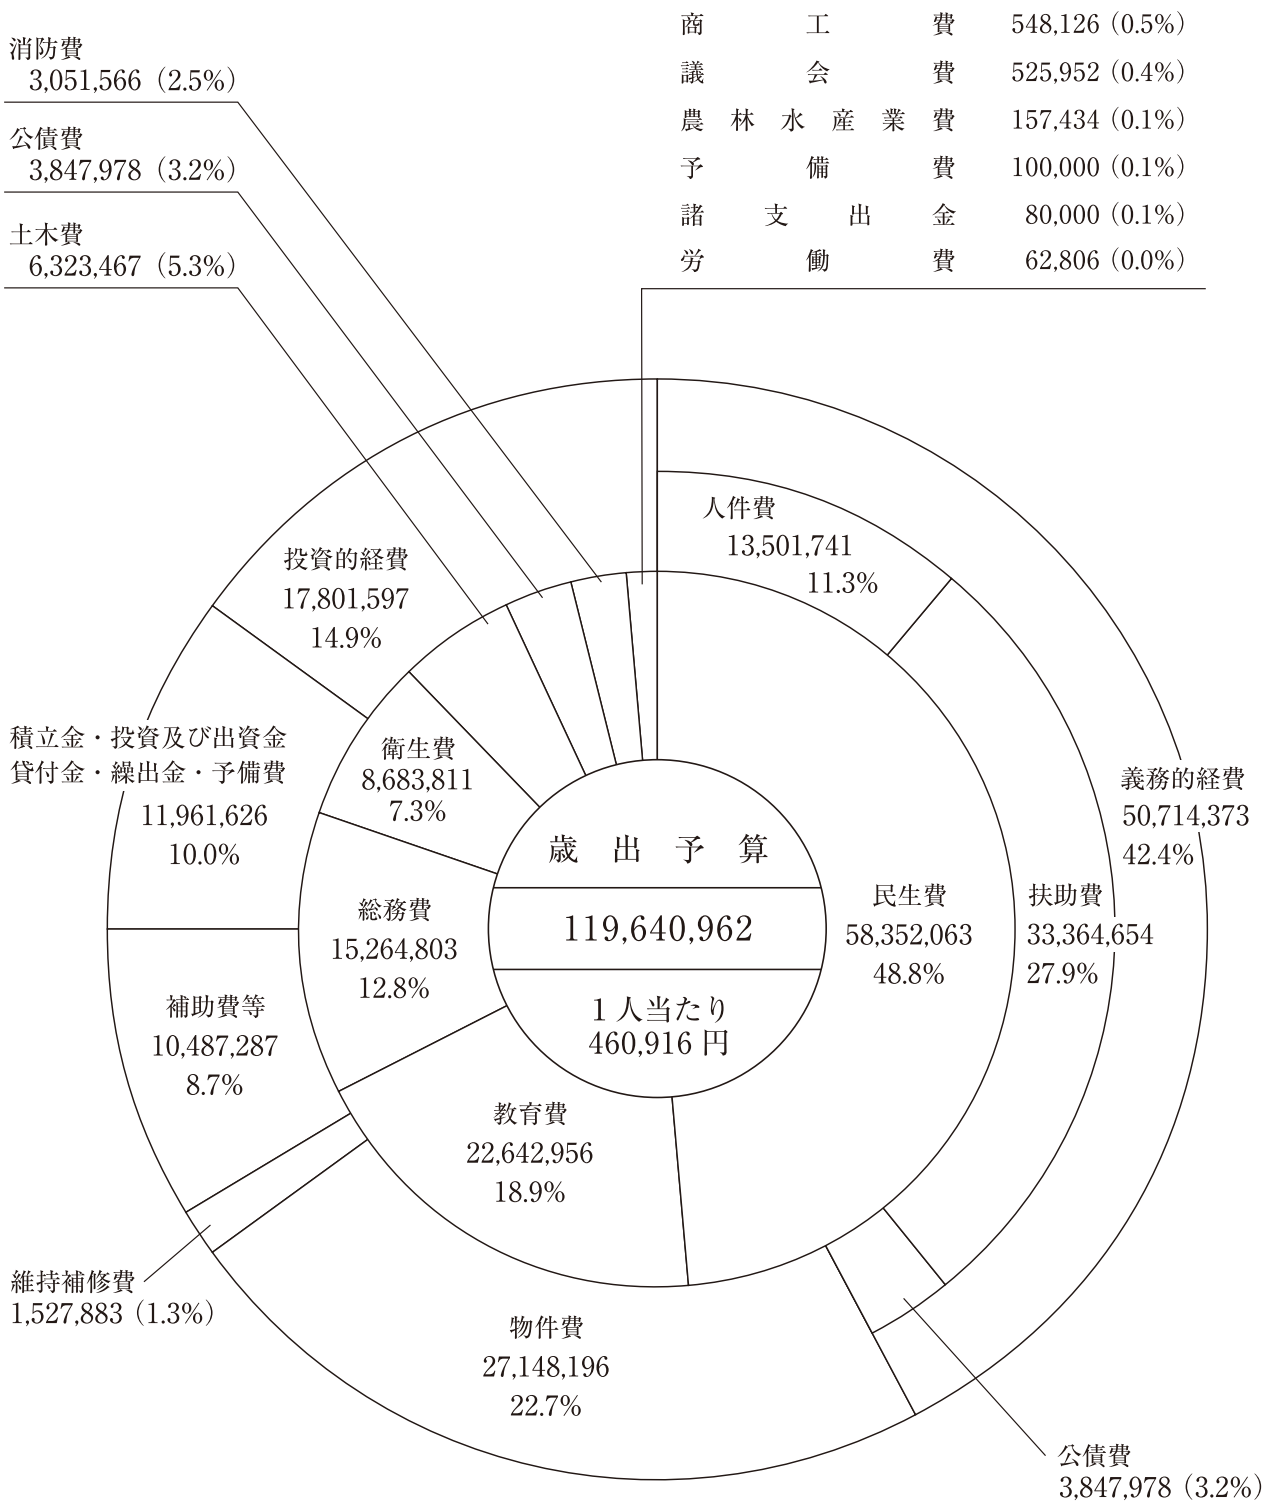 商工費 548,126（0.5%）
議会費 525,952（0.4%）
農林水産業費 157,434（0.1%）
予備費 100,000（0.1%）
諸支出金 80,000（0.1%）
労働費 62,806（0.0%）
消防費
3,051,566（2.5%）
公債費
3,847,978（3.2%）
土木費
6,323,467（5.3%）
人件費
13,501,741
11.3%
投資的経費
17,801,597
14.9%
積立金・投資及び出資金
貸付金・繰出金・予備費
11,961,626
10.0%
衛生費
8,683,811
7.3%
義務的経費
50,714,373
42.4%
歳出予算
119,640,962
1人当たり
460,916円
民生費
58,352,063
48.8%
扶助費
33,364,654
27.9%
総務費
15,264,803
12.8%
補助費等
10,487,287
8.7%
教育費
22,642,956
18.9%
維持補修費
1,527,883（1.3%）
物件費
27,148,196
22.7%
公債費
3,847,978（3.2%）